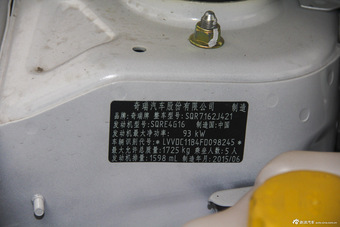 奇瑞汽车股份有限公司 制造
品牌:奇瑞牌 整车型号:SQR7162J421
发动机型号:SQRE4G16 制造国:中国
发动机最大净功率: 93 kW
车辆识别代号:★LVVDE11B4FD098245★
最大允许总质量:1725 kg 乘坐人数:5 人
发动机排量:1598 mL 制造年月:2015/06